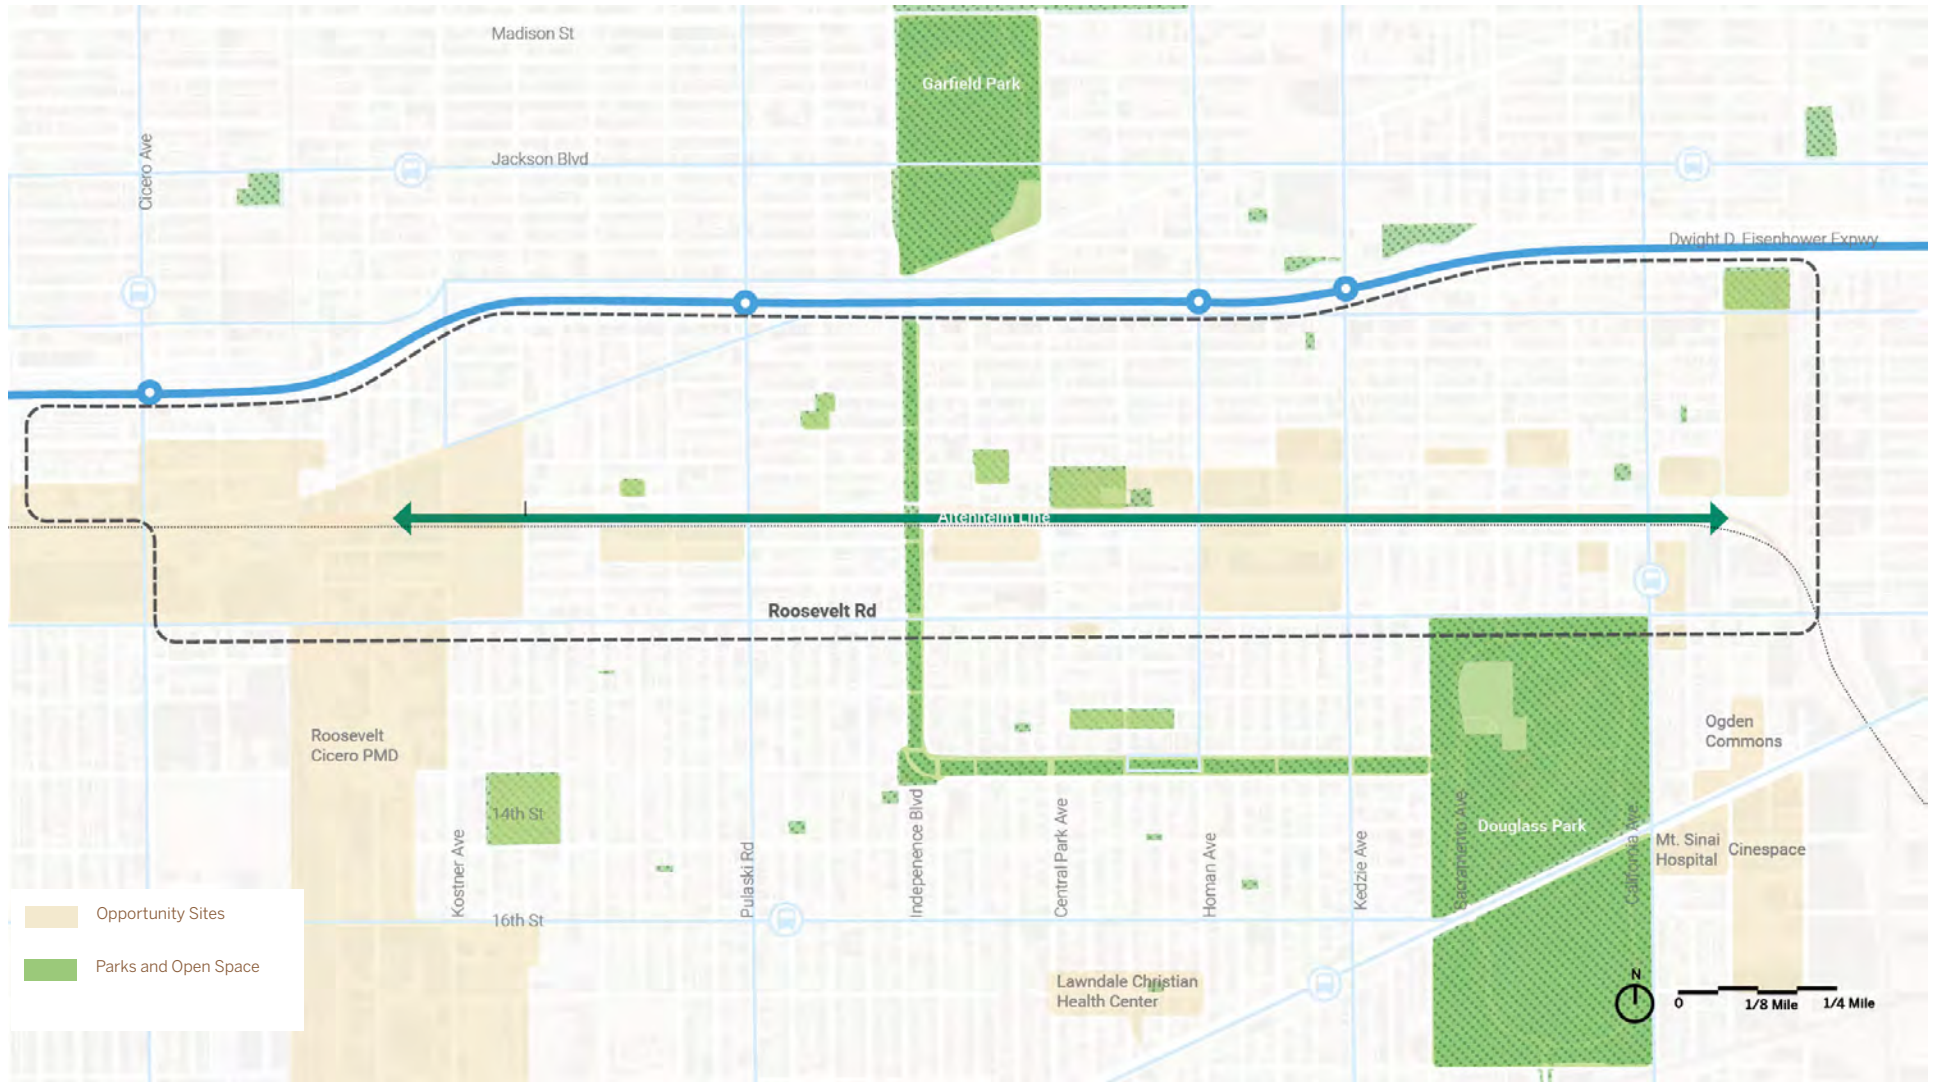 Madison St
Garfield Park
Cicero Ave
Jackson Blvd
Dwight D. Eisenhower Expwy
Altenheim Line
Roosevelt Rd
Roosevelt
Cicero PMD
Ogden
Commons
14th St
Kostner Ave
Pulaski Rd
Indepenence Blvd
Central Park Ave
Homan Ave
Kedzie Ave
Sacramento Ave
Douglass Park
California Ave
Mt. Sinai
Hospital
Cinespace
16th St
Opportunity Sites
Parks and Open Space
Lawndale Christian
Health Center
N
0
1/8 Mile
1/4 Mile